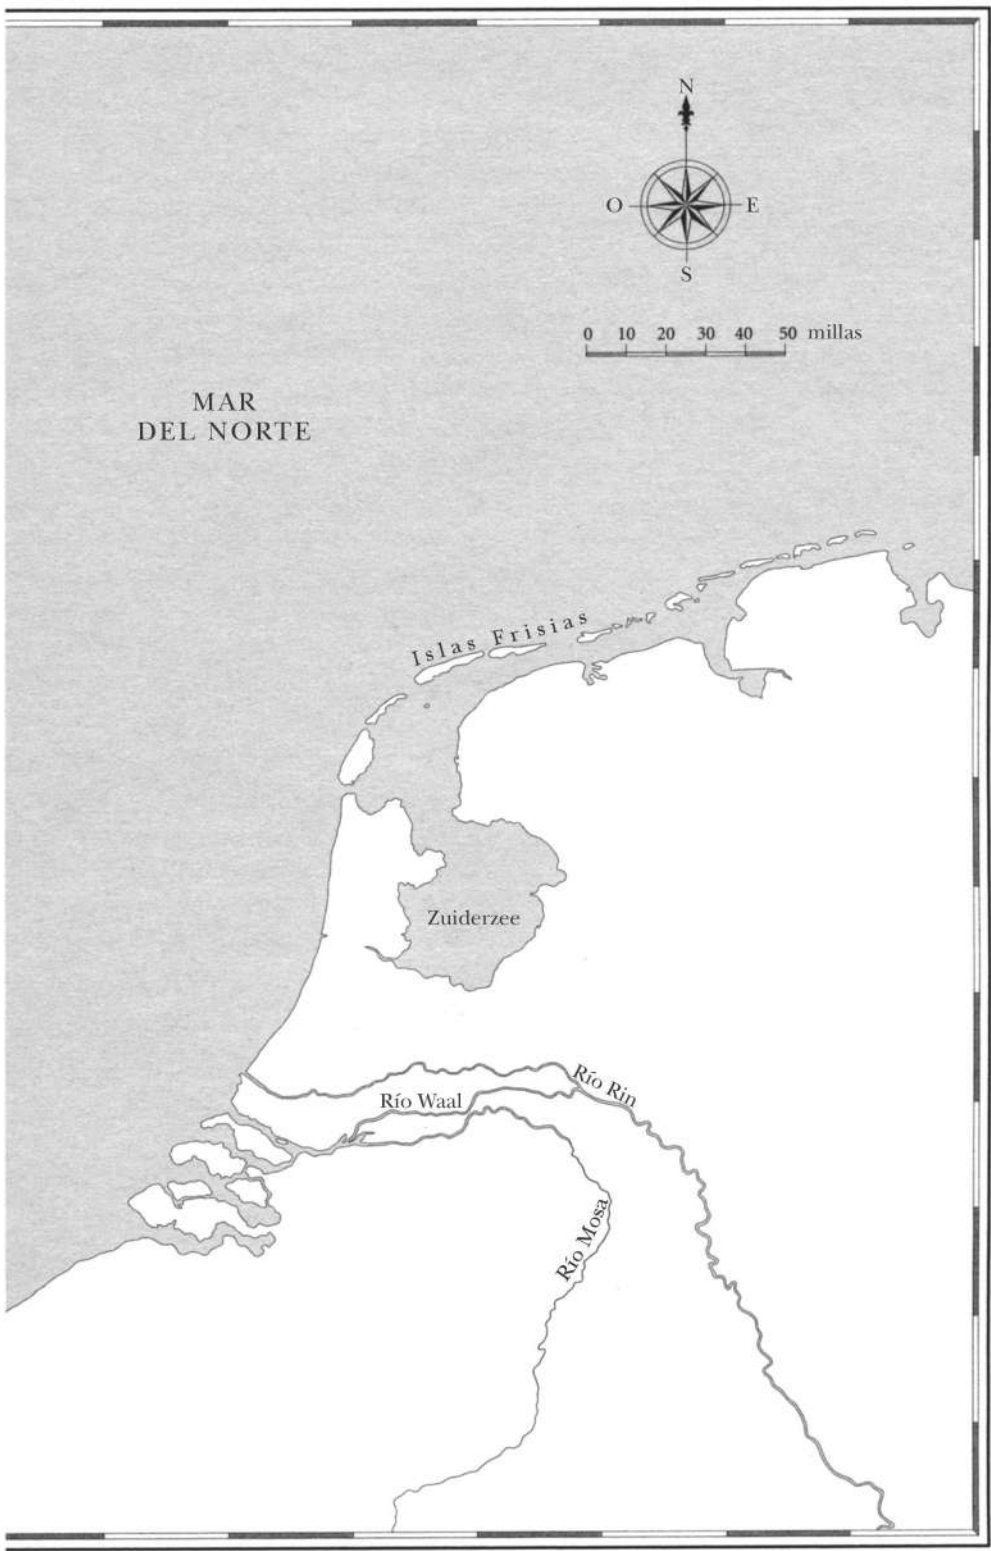 N
O E
S
0 10 20 30 40 50 millas
MAR
DEL NORTE
Islas Frisias
Zuiderzee
Río Rin
Río Waal
Río Mosa